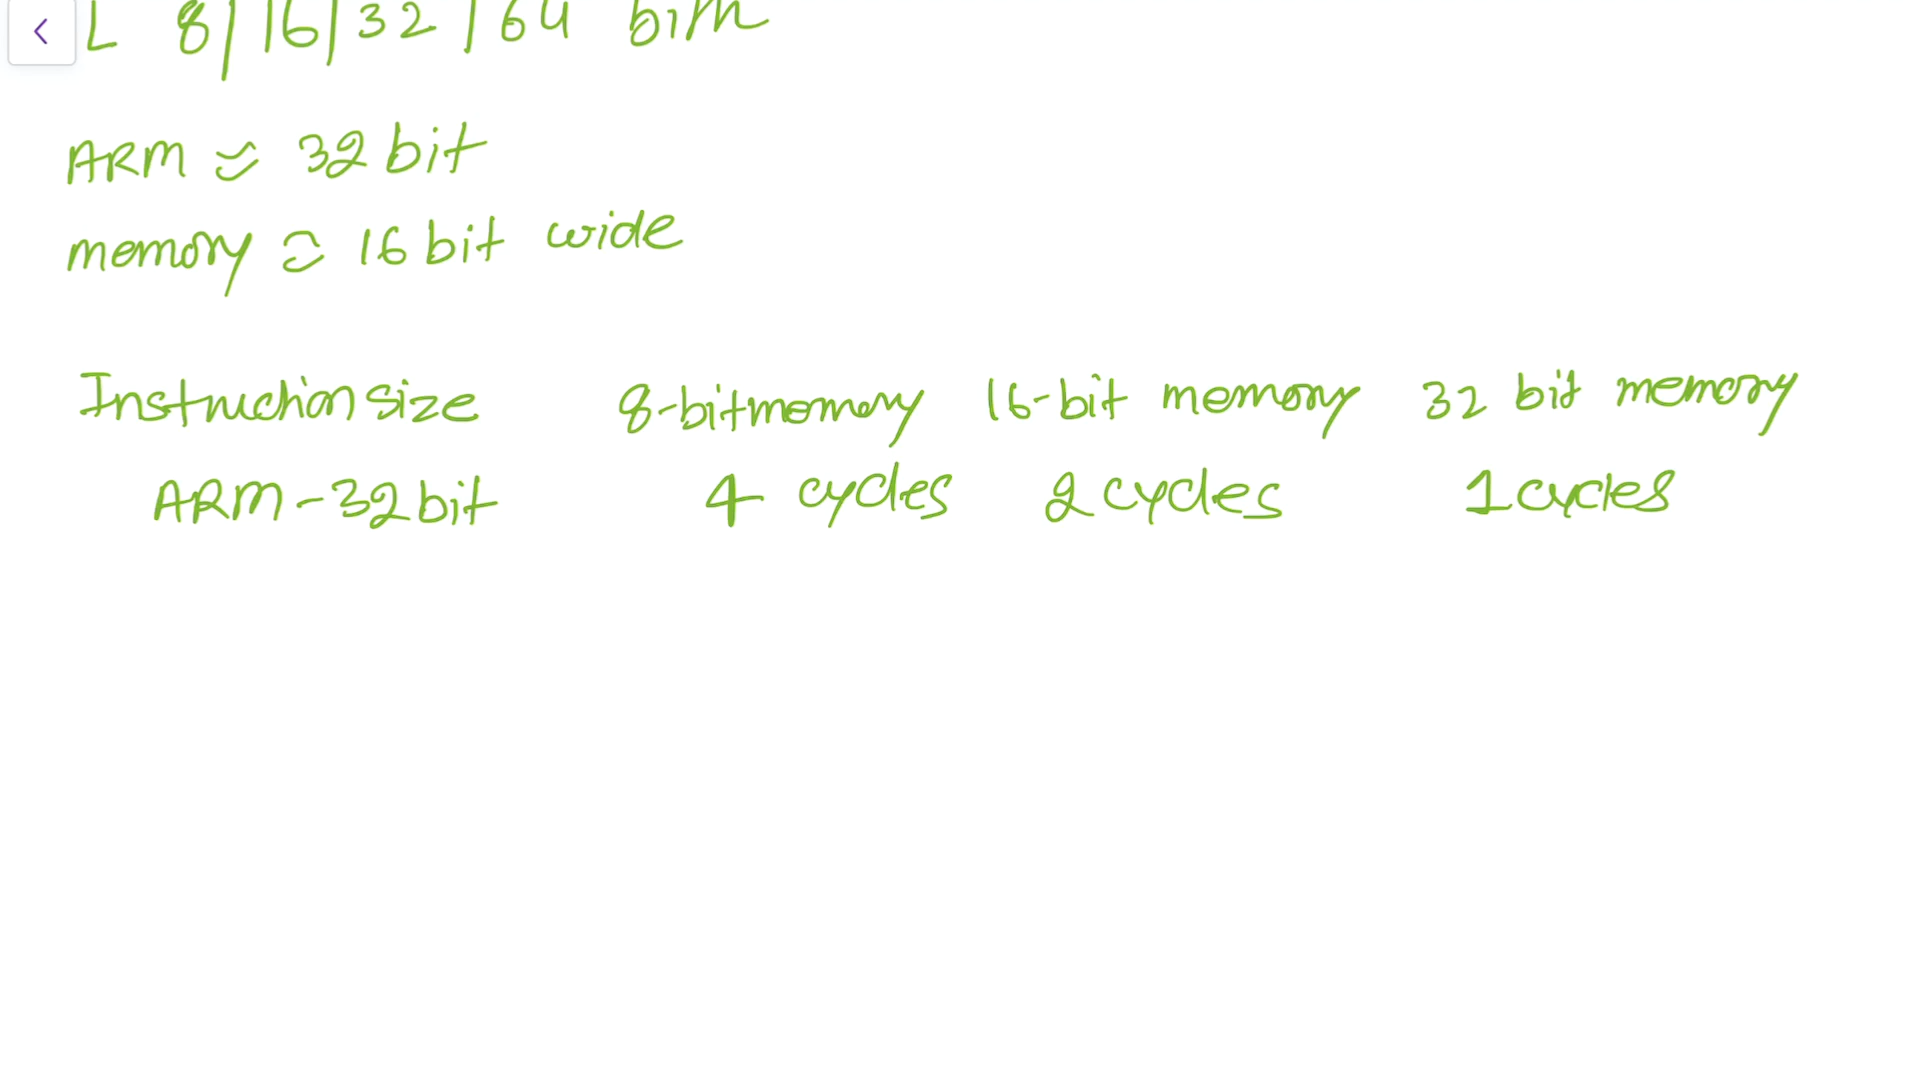 L 8/16/32/64 bith
ARM ≈ 32 bit
memory ≈ 16 bit wide
Instruction size 8-bit memory 16-bit memory 32 bit memory
ARM - 32 bit 4 cycles 2 cycles 1 cycles